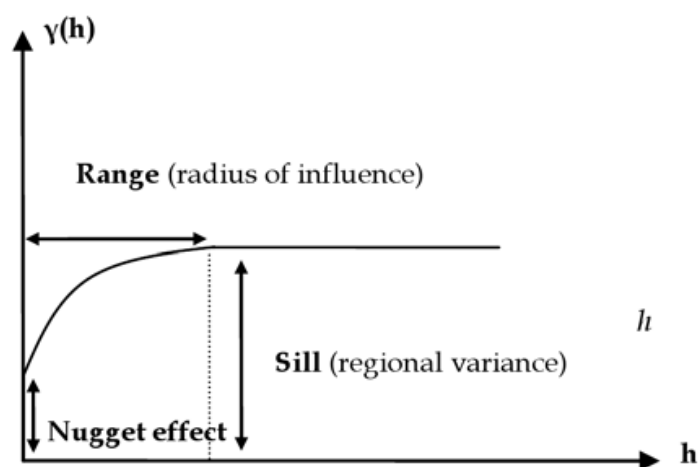 γ(h)
Range (radius of influence)
h
Sill (regional variance)
Nugget effect
h